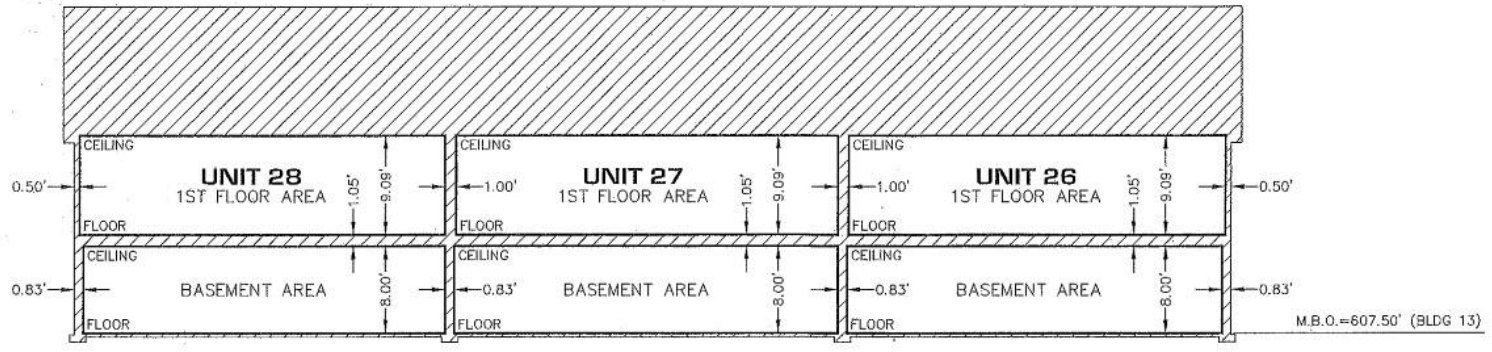 CEILING
UNIT 28
1ST FLOOR AREA
FLOOR
1.05'
9.09'
CEILING
UNIT 27
1ST FLOOR AREA
FLOOR
1.05'
9.09'
CEILING
UNIT 26
1ST FLOOR AREA
FLOOR
1.05'
9.09'
0.50'
1.00'
1.00'
0.50'
CEILING
BASEMENT AREA
FLOOR
8.00'
CEILING
BASEMENT AREA
FLOOR
8.00'
CEILING
BASEMENT AREA
FLOOR
8.00'
0.83'
0.83'
0.83'
0.83'
M.B.O.=607.50' (BLDG 13)